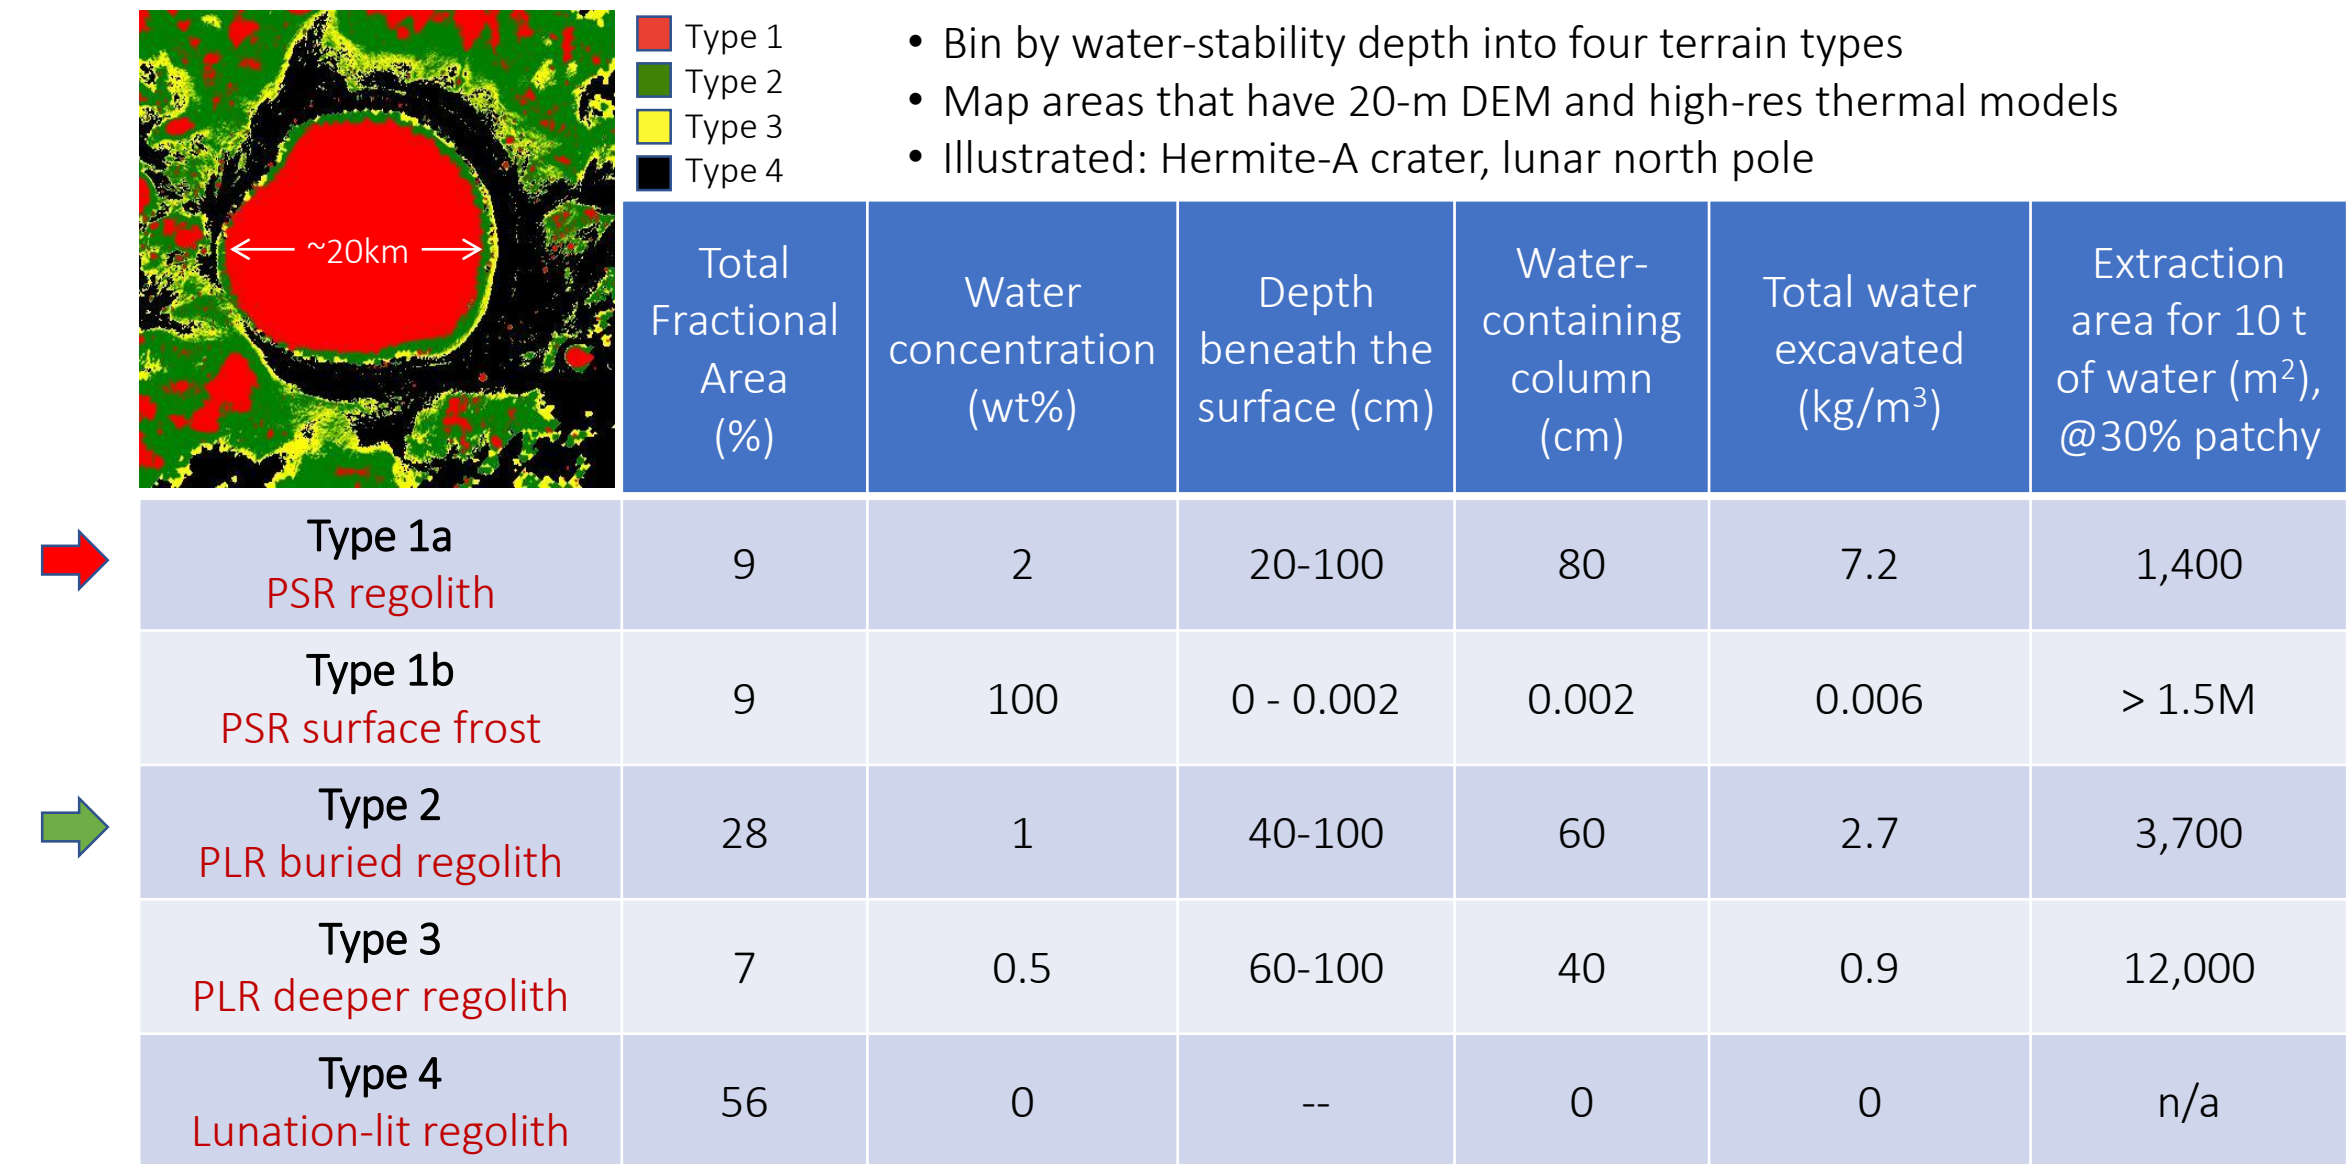 Type 1
Type 2
Type 3
Type 4
• Bin by water-stability depth into four terrain types
• Map areas that have 20-m DEM and high-res thermal models
• Illustrated: Hermite-A crater, lunar north pole
~20km
Total
Fractional
Area
(%)
Water
concentration
(wt%)
Depth
beneath the
surface (cm)
Water-
containing
column
(cm)
Total water
excavated
(kg/m³)
Extraction
area for 10 t
of water (m²),
@30% patchy
Type 1a
PSR regolith
9
2
20-100
80
7.2
1,400
Type 1b
PSR surface frost
9
100
0 - 0.002
0.002
0.006
> 1.5M
Type 2
PLR buried regolith
28
1
40-100
60
2.7
3,700
Type 3
PLR deeper regolith
7
0.5
60-100
40
0.9
12,000
Type 4
Lunation-lit regolith
56
0
--
0
0
n/a